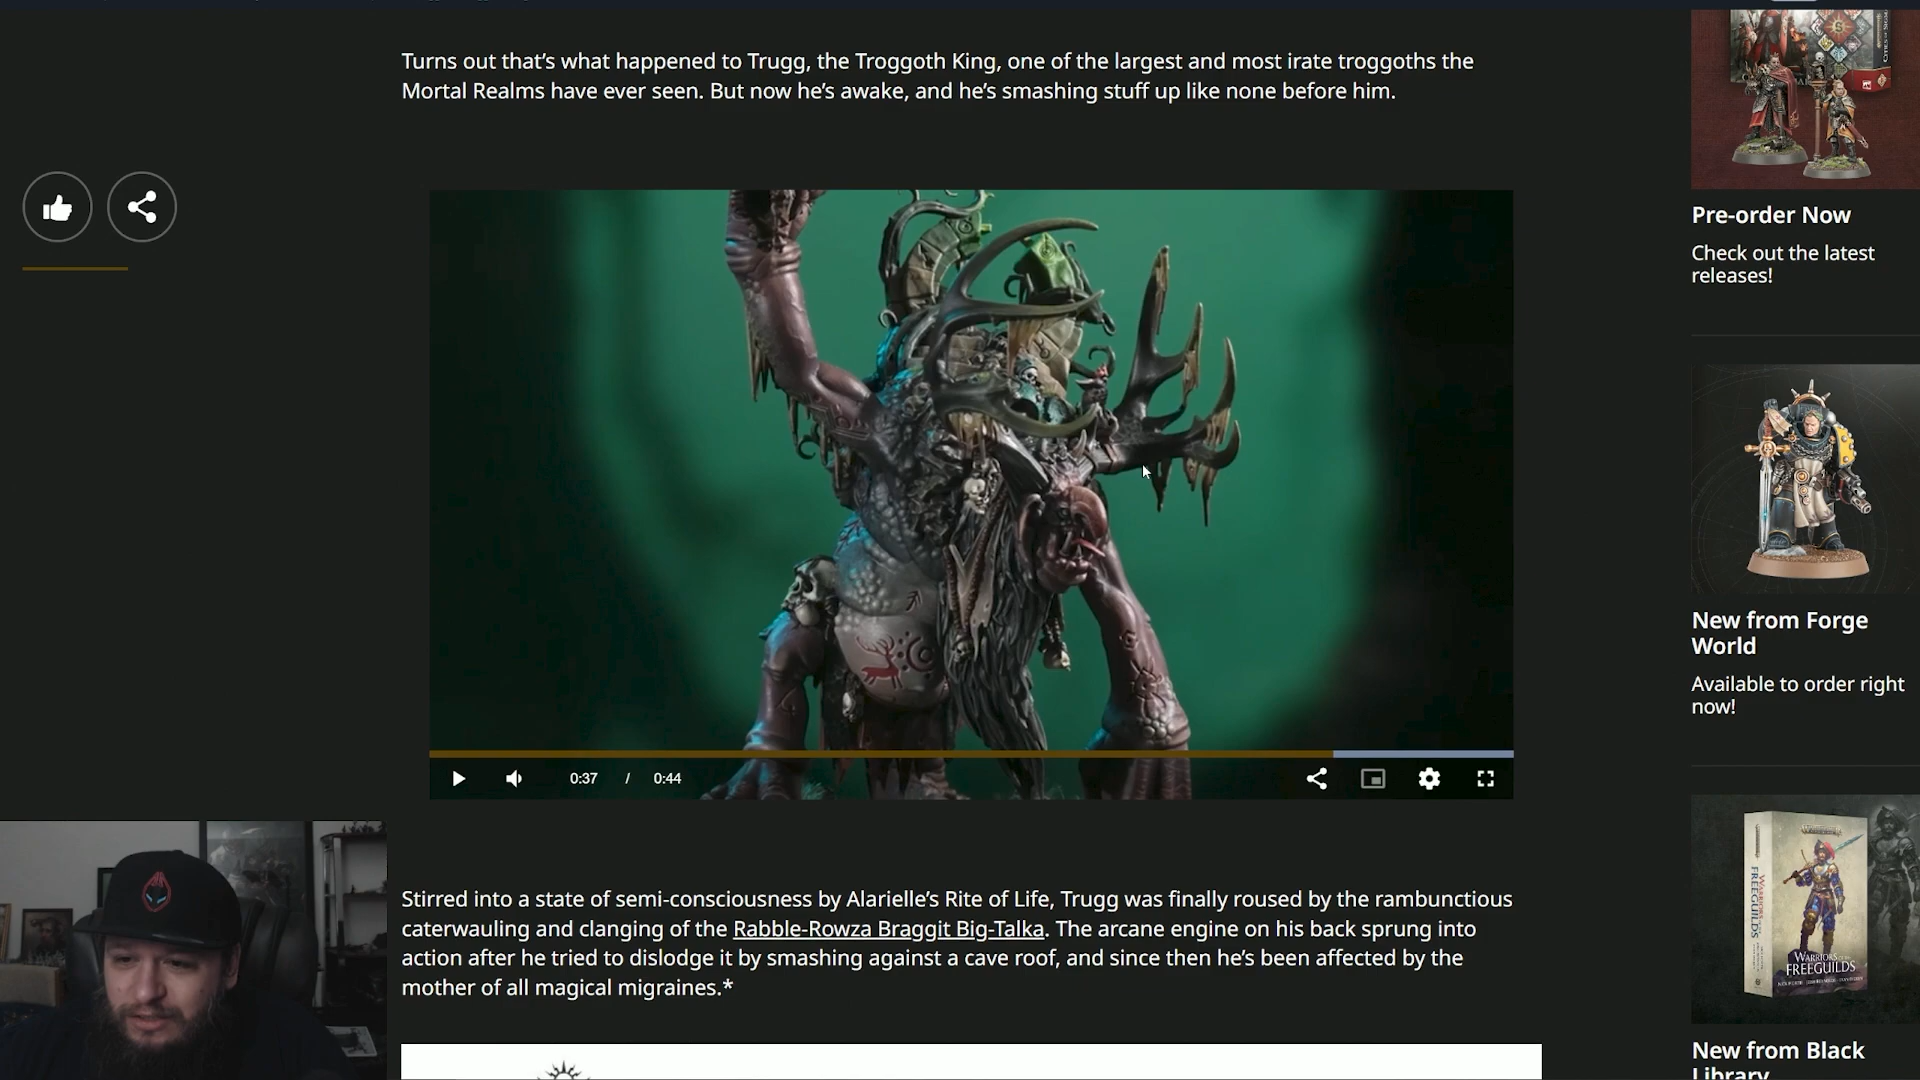 Turns out that’s what happened to Trugg, the Troggoth King, one of the largest and most irate troggoths the
Mortal Realms have ever seen. But now he’s awake, and he’s smashing stuff up like none before him.
0:37 / 0:44
Stirred into a state of semi-consciousness by Alarielle’s Rite of Life, Trugg was finally roused by the rambunctious
caterwauling and clanging of the Rabble-Rowza Braggit Big-Talka. The arcane engine on his back sprung into
action after he tried to dislodge it by smashing against a cave roof, and since then he’s been affected by the
mother of all magical migraines.*
Pre-order Now
Check out the latest
releases!
New from Forge
World
Available to order right
now!
WARRIORS
FREEGUILDS
WARRIORS OF THE
FREEGUILDS
New from Black
Library